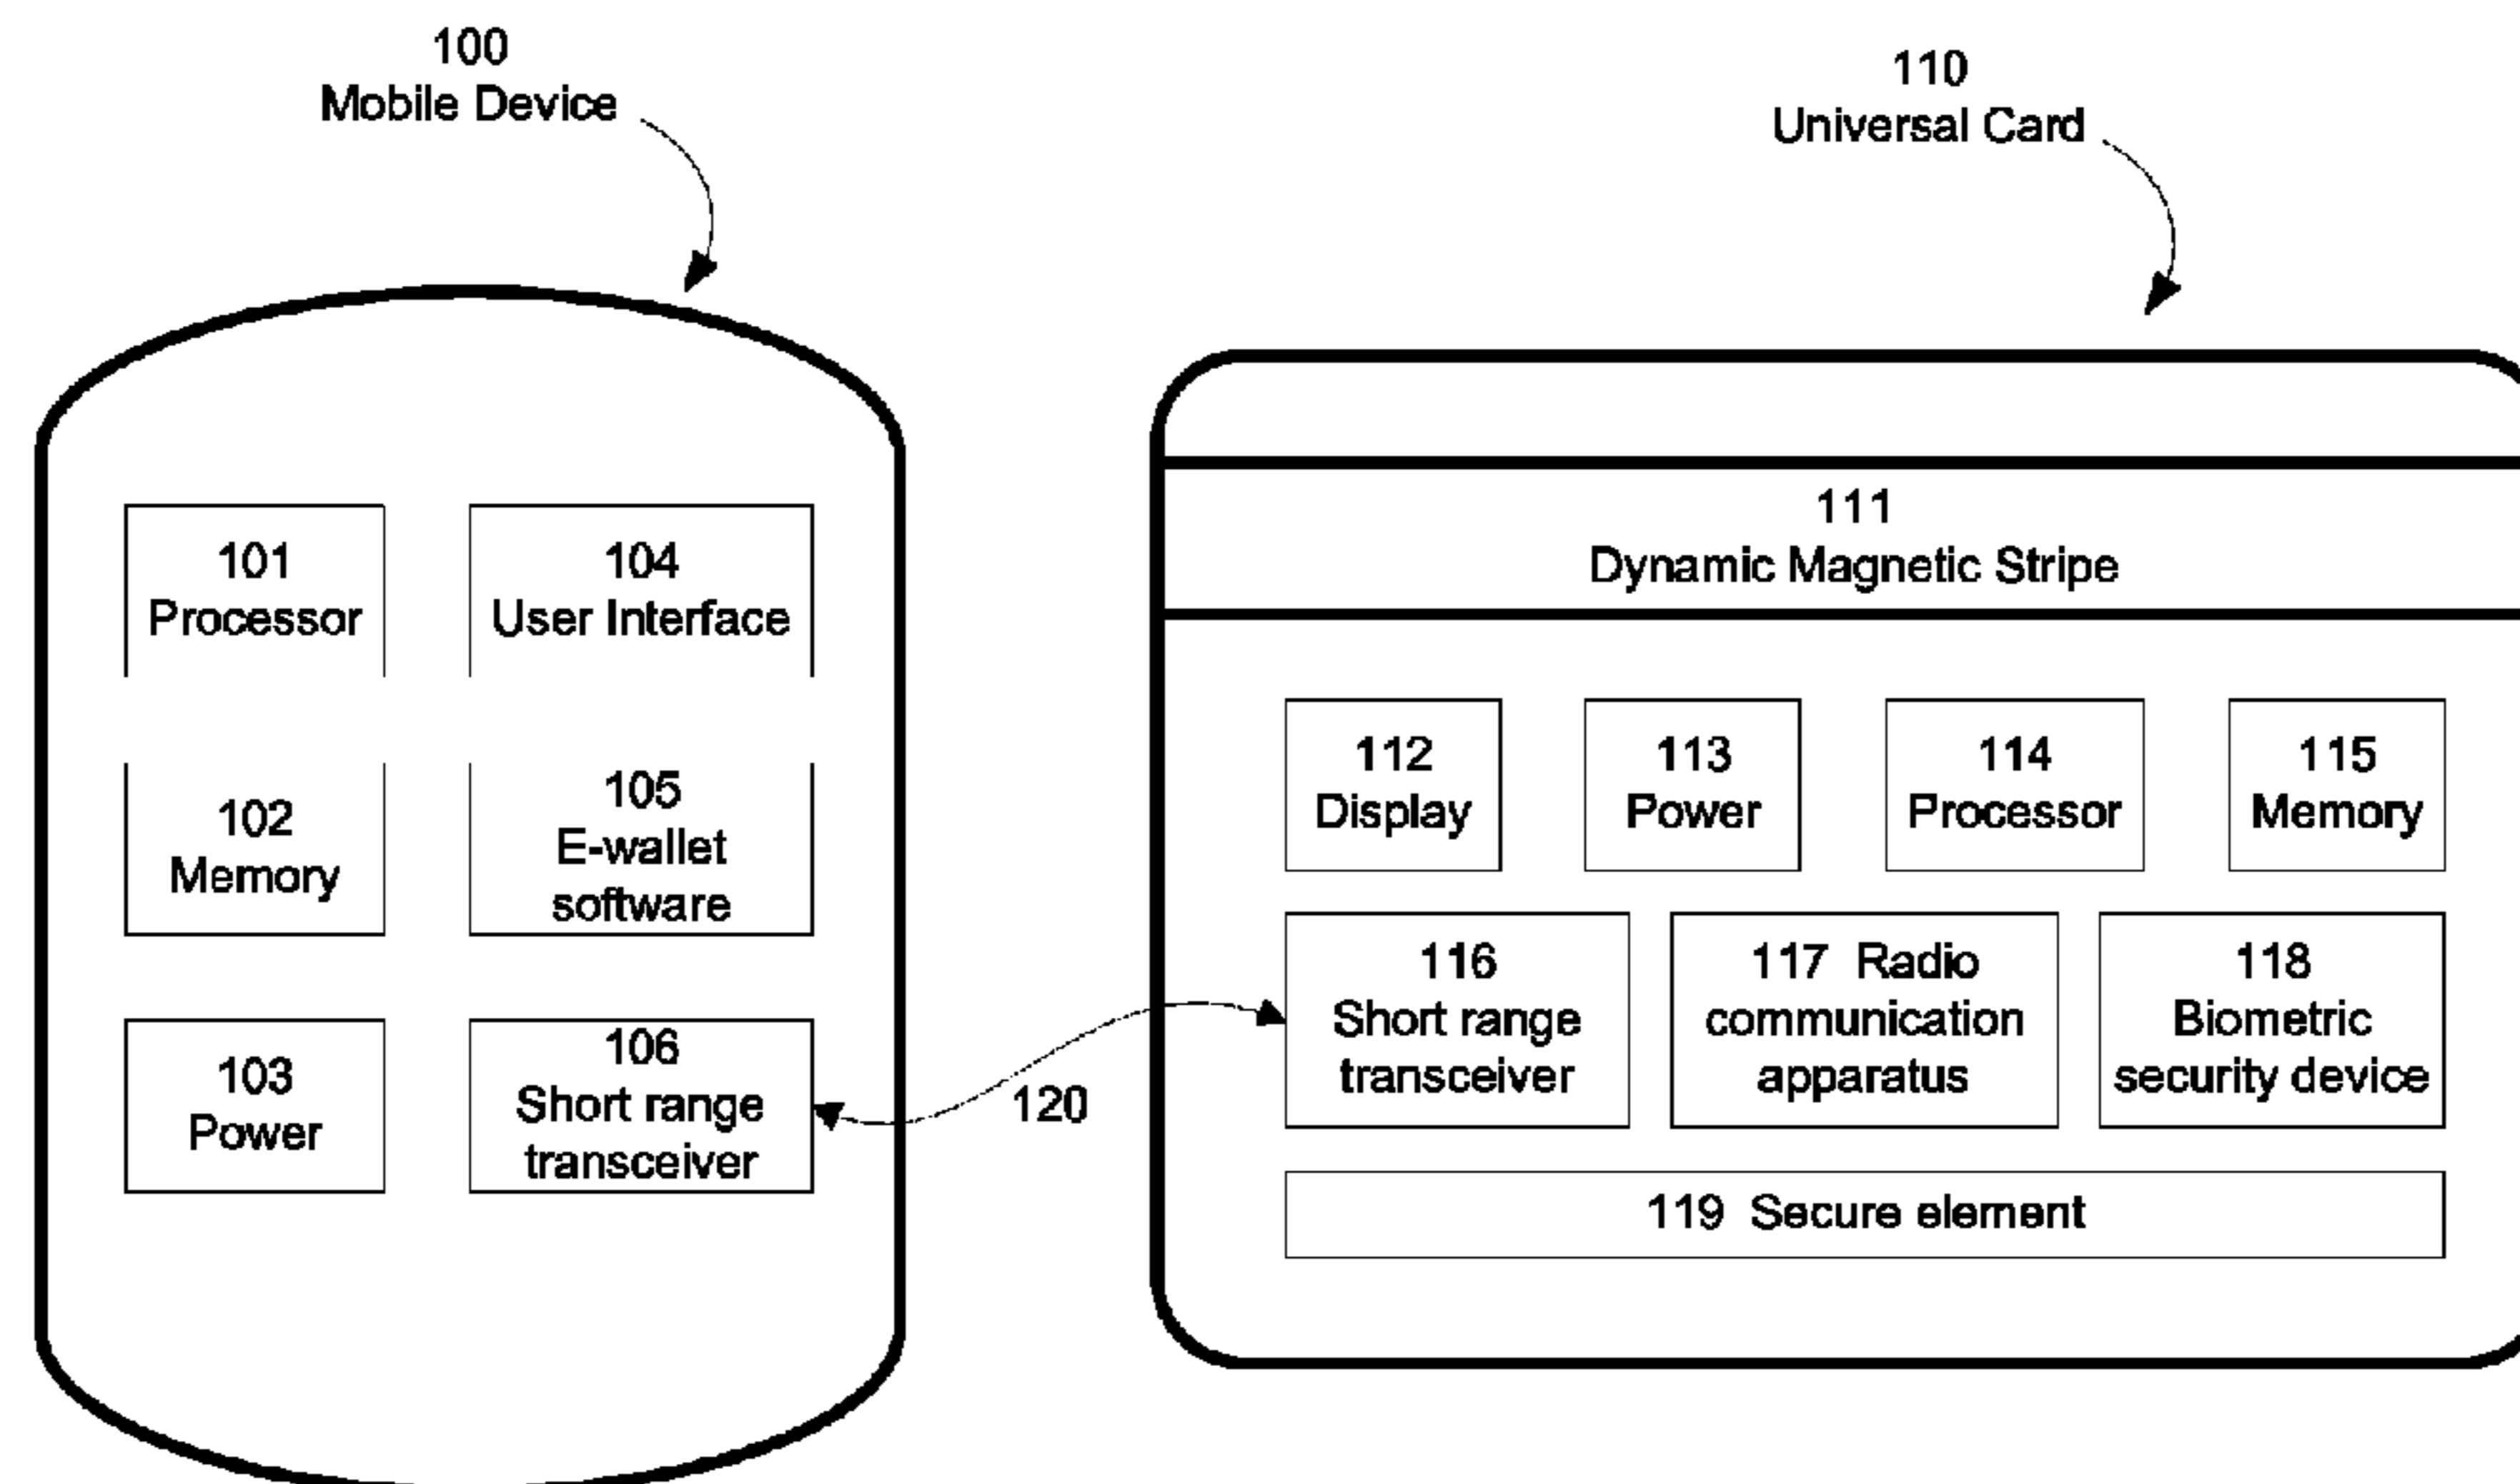 100
Mobile Device
110
Universal Card
101
Processor
104
User Interface
102
Memory
105
E-wallet
software
103
Power
106
Short range
transceiver
120
111
Dynamic Magnetic Stripe
112
Display
113
Power
114
Processor
115
Memory
116
Short range
transceiver
117 Radio
communication
apparatus
118
Biometric
security device
119 Secure element